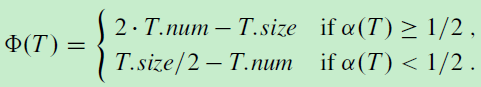 Φ(T) = { 2 · T.num – T.size if α(T) ≥ 1/2 ,
T.size/2 – T.num if α(T) < 1/2 .